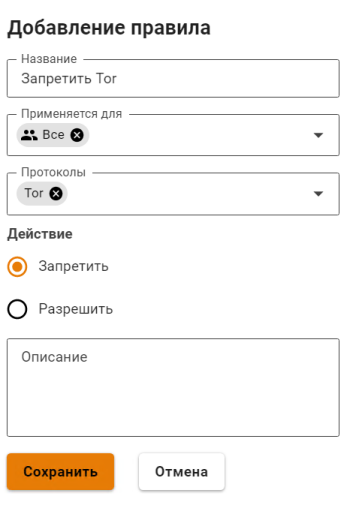 Добавление правила
Название
Запретить Tor
Применяется для
Все
Протоколы
Tor
Действие
Запретить
Разрешить
Описание
Сохранить
Отмена